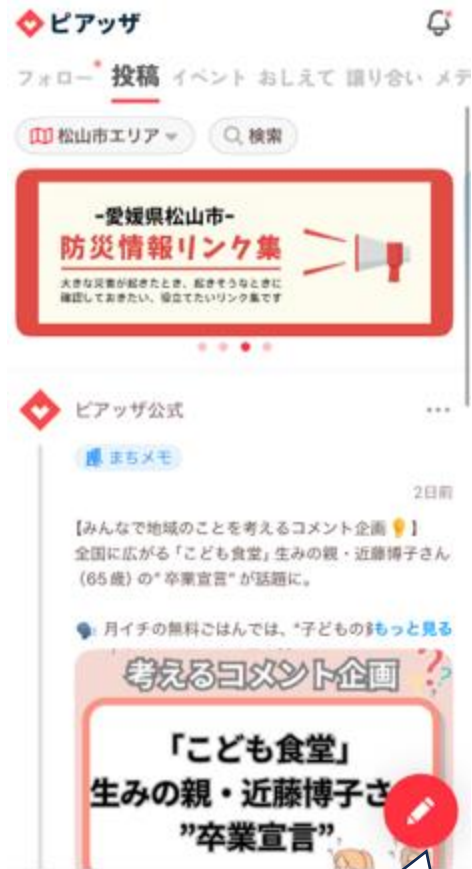 ピアッザ
フォロー 投稿 イベント おしえて 譲り合い メデ
松山市エリア 検索
-愛媛県松山市-
防災情報リンク集
大きな災害が起きたとき、起きそうなときに
確認しておきたい、役立てたいリンク集です
ピアッザ公式
まちメモ
2日前
【みんなで地域のことを考えるコメント企画💡】
全国に広がる「こども食堂」生みの親・近藤博子さん
(65歳)の"卒業宣言"が話題に。
🗣️: 月イチの無料ごはんでは、"子どもの もっと見る
考えるコメント企画
「こども食堂」
生みの親・近藤博子さ
"卒業宣言"